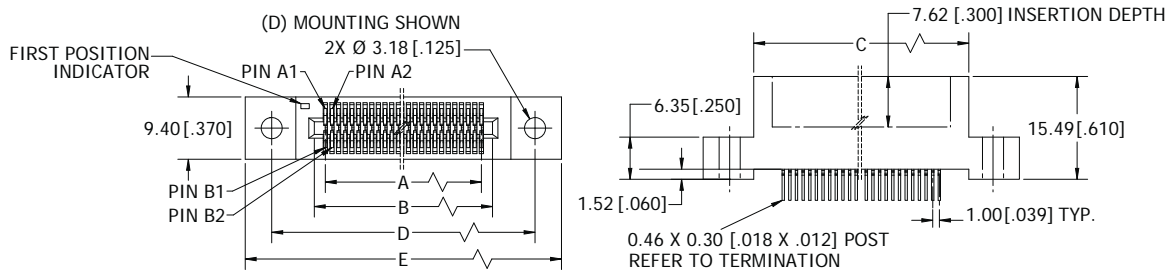 (D) MOUNTING SHOWN
2X Ø 3.18 [.125]
FIRST POSITION
INDICATOR
PIN A1
PIN A2
9.40 [.370]
PIN B1
PIN B2
A
B
D
E
7.62 [.300] INSERTION DEPTH
C
6.35 [.250]
15.49 [.610]
1.52 [.060]
1.00 [.039] TYP.
0.46 X 0.30 [.018 X .012] POST
REFER TO TERMINATION